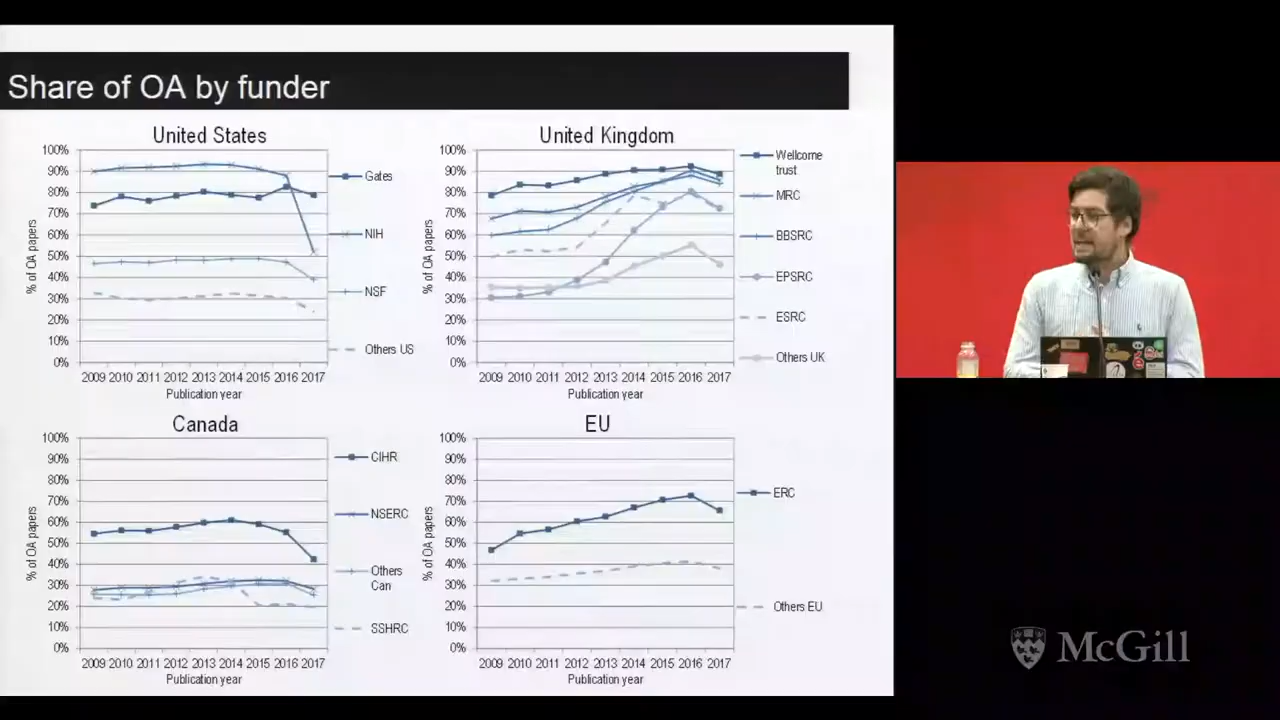 Share of OA by funder
United States
100%
90%
80%
70%
60%
50%
40%
30%
20%
10%
0%
% of OA papers
2009 2010 2011 2012 2013 2014 2015 2016 2017
Publication year
Gates
NIH
NSF
Others US
United Kingdom
100%
90%
80%
70%
60%
50%
40%
30%
20%
10%
0%
% of OA papers
2009 2010 2011 2012 2013 2014 2015 2016 2017
Publication year
Wellcome
trust
MRC
BBSRC
EPSRC
ESRC
Others UK
Canada
100%
90%
80%
70%
60%
50%
40%
30%
20%
10%
0%
% of OA papers
2009 2010 2011 2012 2013 2014 2015 2016 2017
Publication year
CIHR
NSERC
Others
Can
SSHRC
EU
100%
90%
80%
70%
60%
50%
40%
30%
20%
10%
0%
% of OA papers
2009 2010 2011 2012 2013 2014 2015 2016 2017
Publication year
ERC
Others EU
McGill